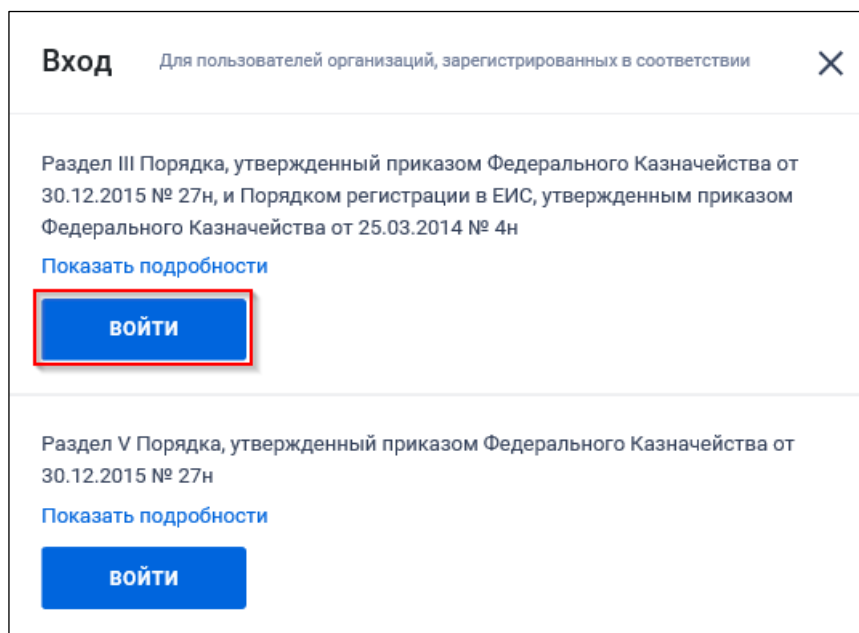 Вход
Для пользователей организаций, зарегистрированных в соответствии
Раздел III Порядка, утвержденный приказом Федерального Казначейства от
30.12.2015 № 27н, и Порядком регистрации в ЕИС, утвержденным приказом
Федерального Казначейства от 25.03.2014 № 4н
Показать подробности
ВОЙТИ
Раздел V Порядка, утвержденный приказом Федерального Казначейства от
30.12.2015 № 27н
Показать подробности
ВОЙТИ